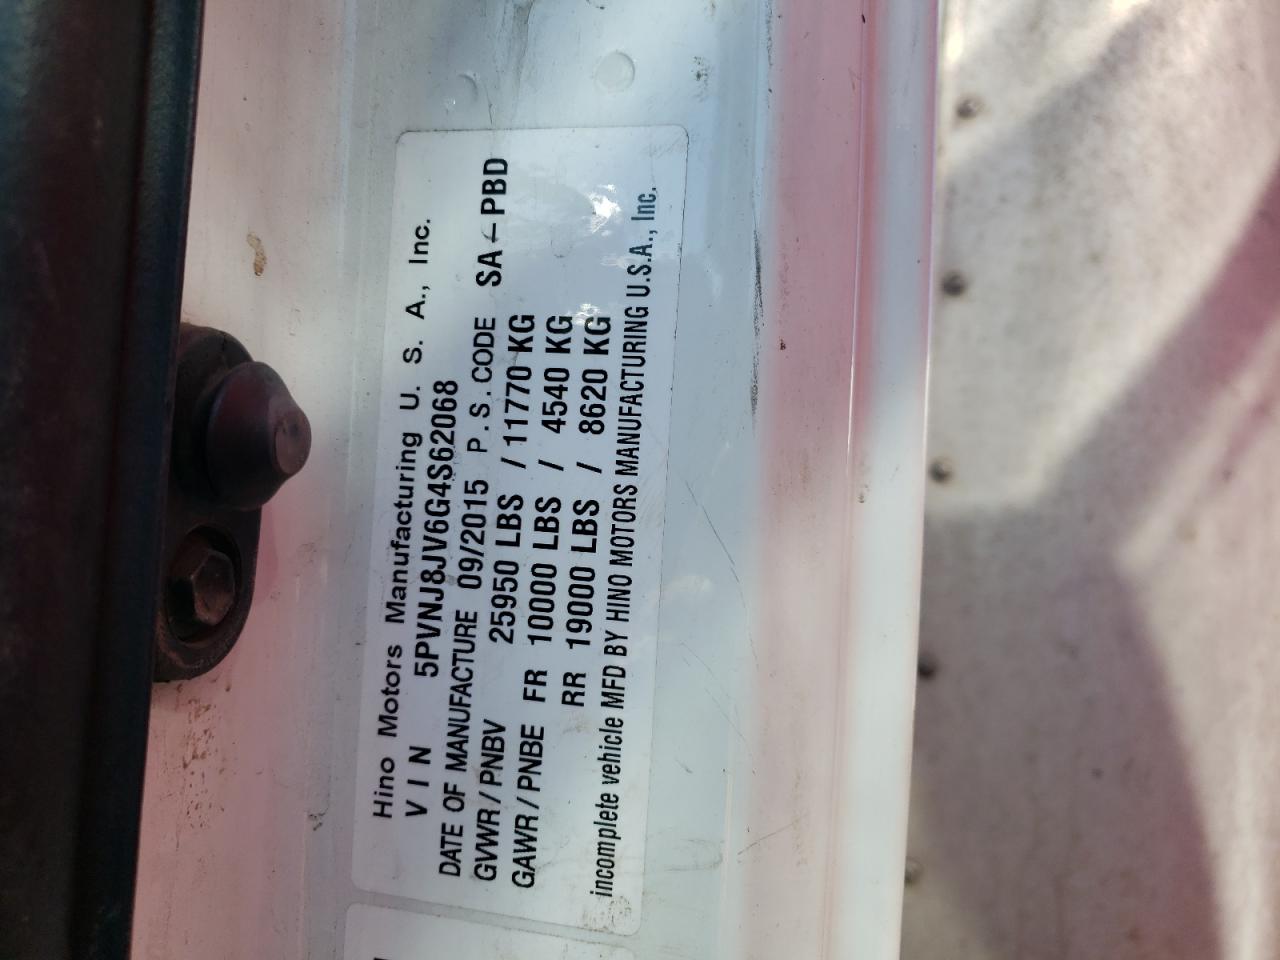 Hino Motors Manufacturing U. S. A., Inc.
VIN 5PVNJ8JV6G4S62068
DATE OF MANUFACTURE 09/2015 P.S.CODE SA-PBD
GVWR/PNBV 25950 LBS / 11770 KG
GAWR/PNBE FR 10000 LBS / 4540 KG
RR 19000 LBS / 8620 KG
incomplete vehicle MFD BY HINO MOTORS MANUFACTURING U.S.A., Inc.